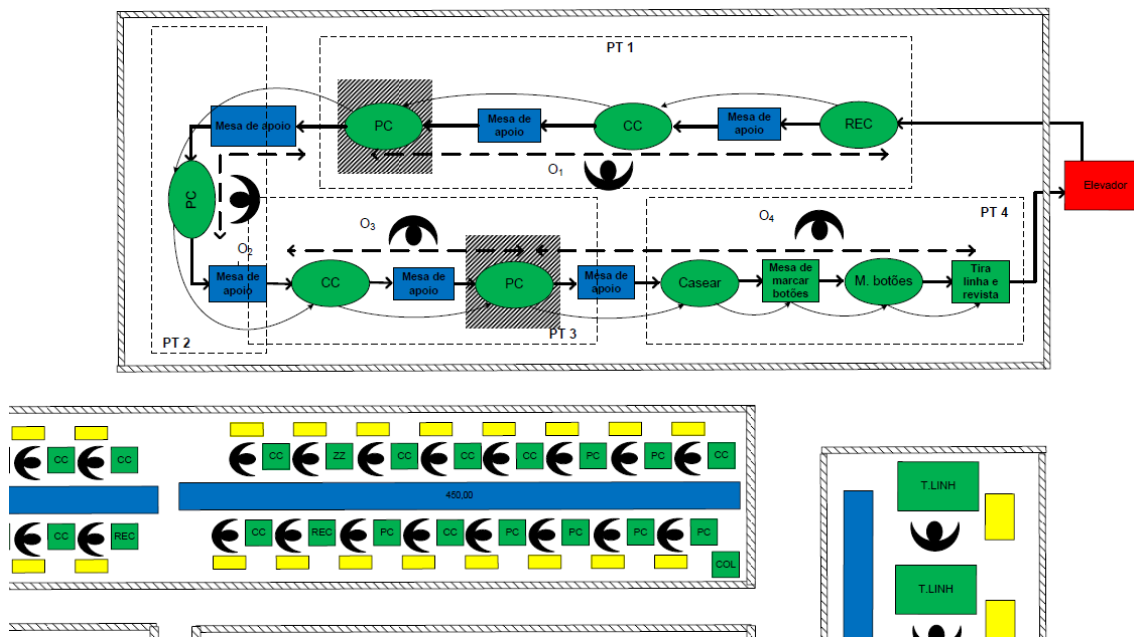 PT 1
Mesa de apoio
PC
Mesa de
apoio
CC
Mesa de
apoio
REC
O1
Elevador
PC
O2
O3
O4
PT 4
Mesa de
apoio
CC
Mesa de
apoio
PC
Mesa de
apoio
Casear
Mesa de
marcar
botões
M. botões
Tira
linha e
revista
PT 2
PT 3
CC
CC
CC
ZZ
CC
CC
CC
PC
PC
CC
450,00
CC
REC
CC
REC
PC
CC
PC
PC
PC
PC
COL
T.LINH
T.LINH